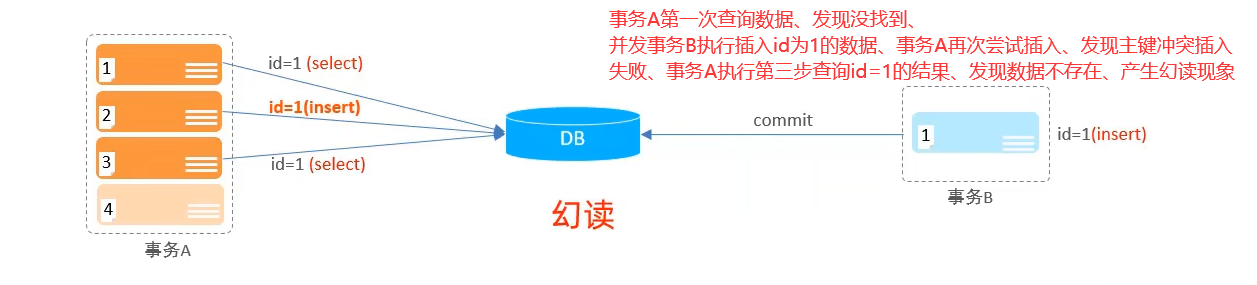 事务A第一次查询数据、发现没找到、
并发事务B执行插入id为1的数据、事务A再次尝试插入、发现主键冲突插入
失败、事务A执行第三步查询id=1的结果、发现数据不存在、产生幻读现象
1
id=1 (select)
2
id=1(insert)
3
id=1 (select)
4
事务A
DB
幻读
commit
1
id=1(insert)
事务B